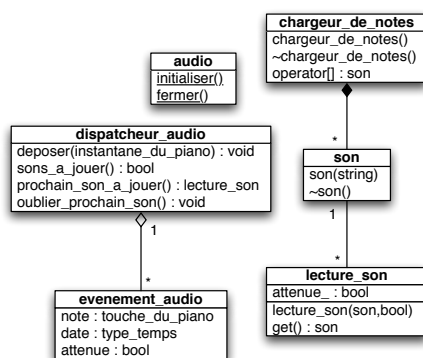 chargeur_de_notes
chargeur_de_notes()
~chargeur_de_notes()
operator[] : son
audio
initialiser()
fermer()
dispatcheur_audio
deposer(instantane_du_piano) : void
sons_a_jouer() : bool
prochain_son_a_jouer() : lecture_son
oublier_prochain_son() : void
*
son
son(string)
~son()
1
1
*
*
lecture_son
attenue_ : bool
lecture_son(son,bool)
get() : son
evenement_audio
note : touche_du_piano
date : type_temps
attenue : bool